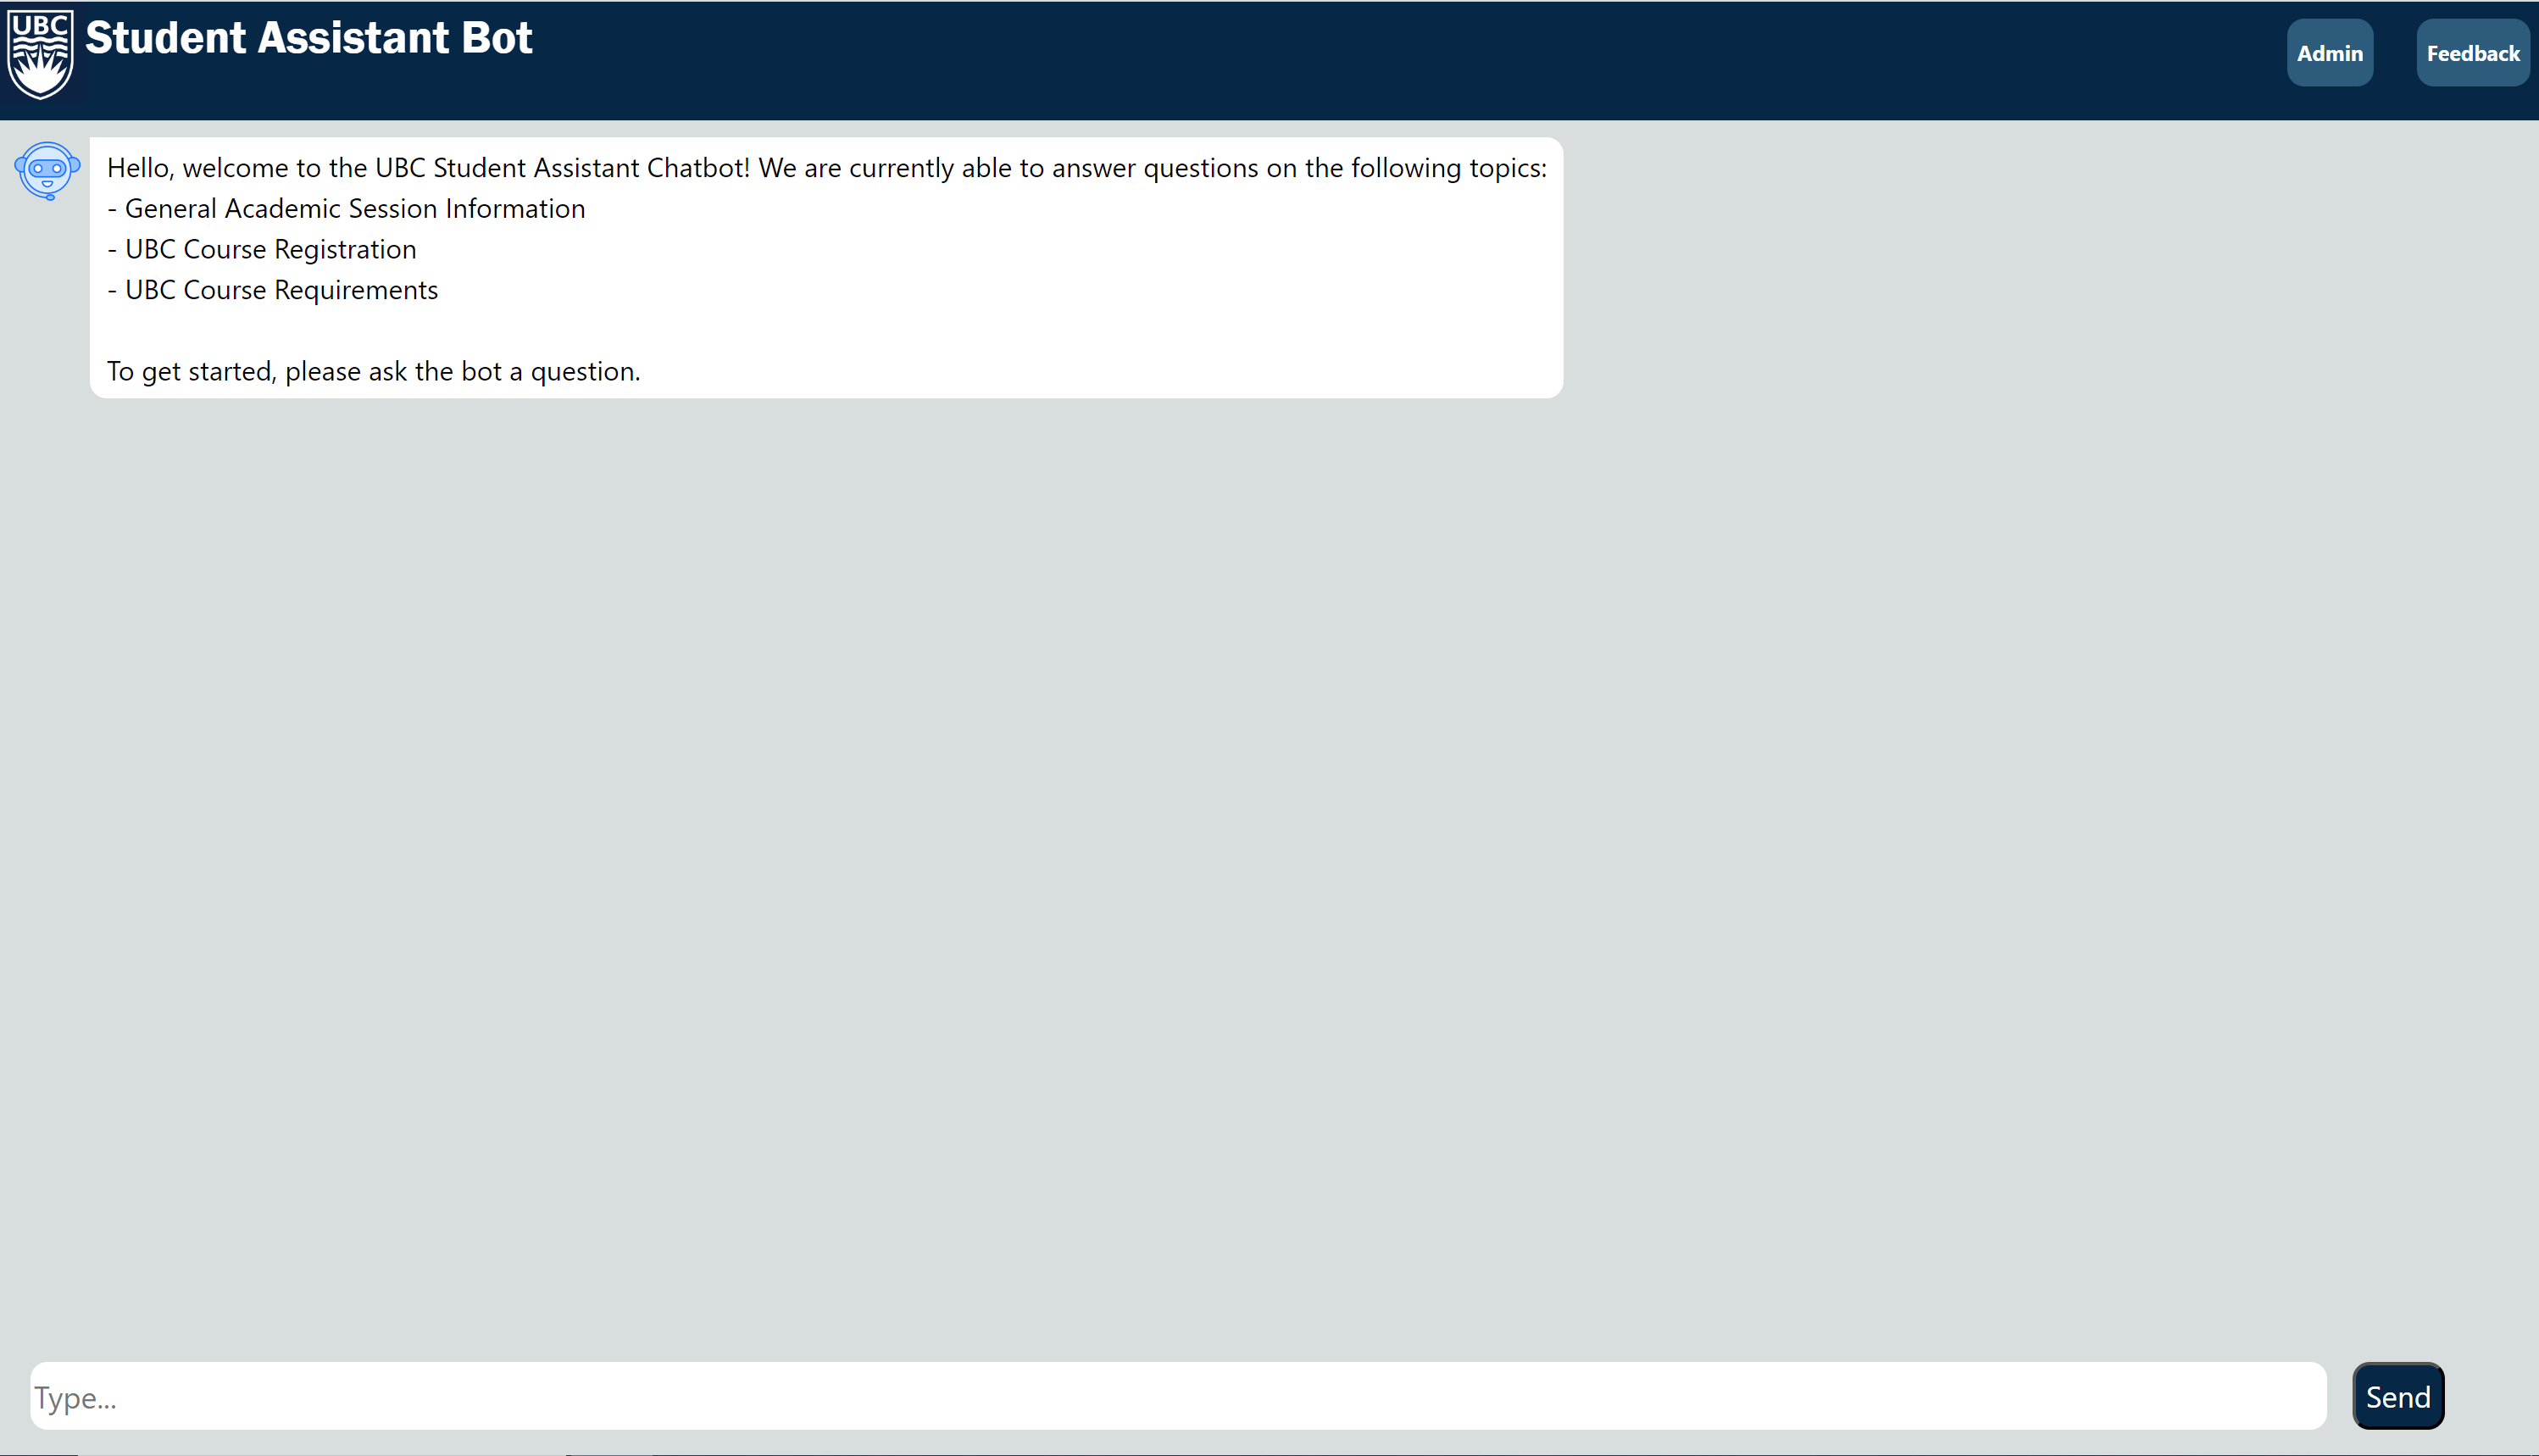 UBC
Student Assistant Bot
Admin
Feedback
Hello, welcome to the UBC Student Assistant Chatbot! We are currently able to answer questions on the following topics:
- General Academic Session Information
- UBC Course Registration
- UBC Course Requirements
To get started, please ask the bot a question.
Type...
Send